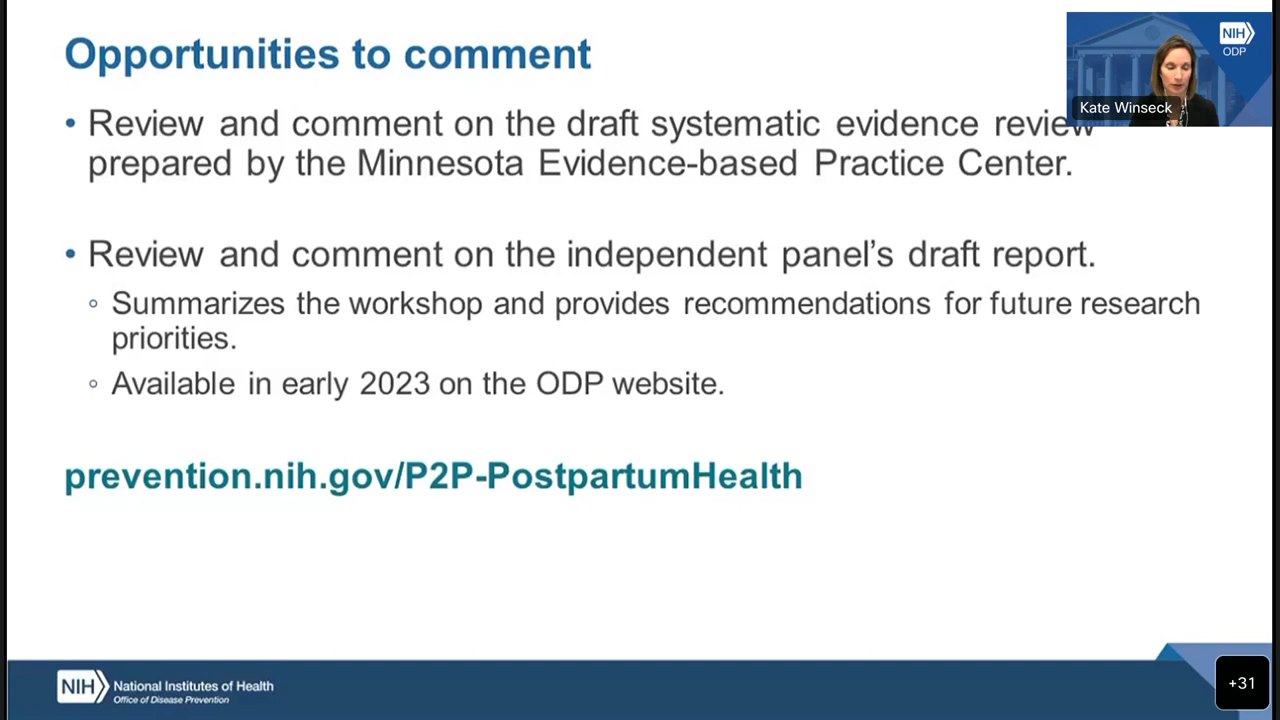 Opportunities to comment
NIH
ODP
Kate Winseck
• Review and comment on the draft systematic evidence review
prepared by the Minnesota Evidence-based Practice Center.
• Review and comment on the independent panel’s draft report.
◦ Summarizes the workshop and provides recommendations for future research
priorities.
◦ Available in early 2023 on the ODP website.
prevention.nih.gov/P2P-PostpartumHealth
NIH National Institutes of Health
Office of Disease Prevention
+31